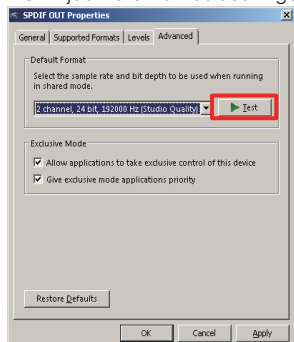 SPDIF OUT Properties
General Supported Formats Levels Advanced
Default Format
Select the sample rate and bit depth to be used when running
in shared mode.
2 channel, 24 bit, 192000 Hz (Studio Quality)
Test
Exclusive Mode
Allow applications to take exclusive control of this device
Give exclusive mode applications priority
Restore Defaults
OK Cancel Apply